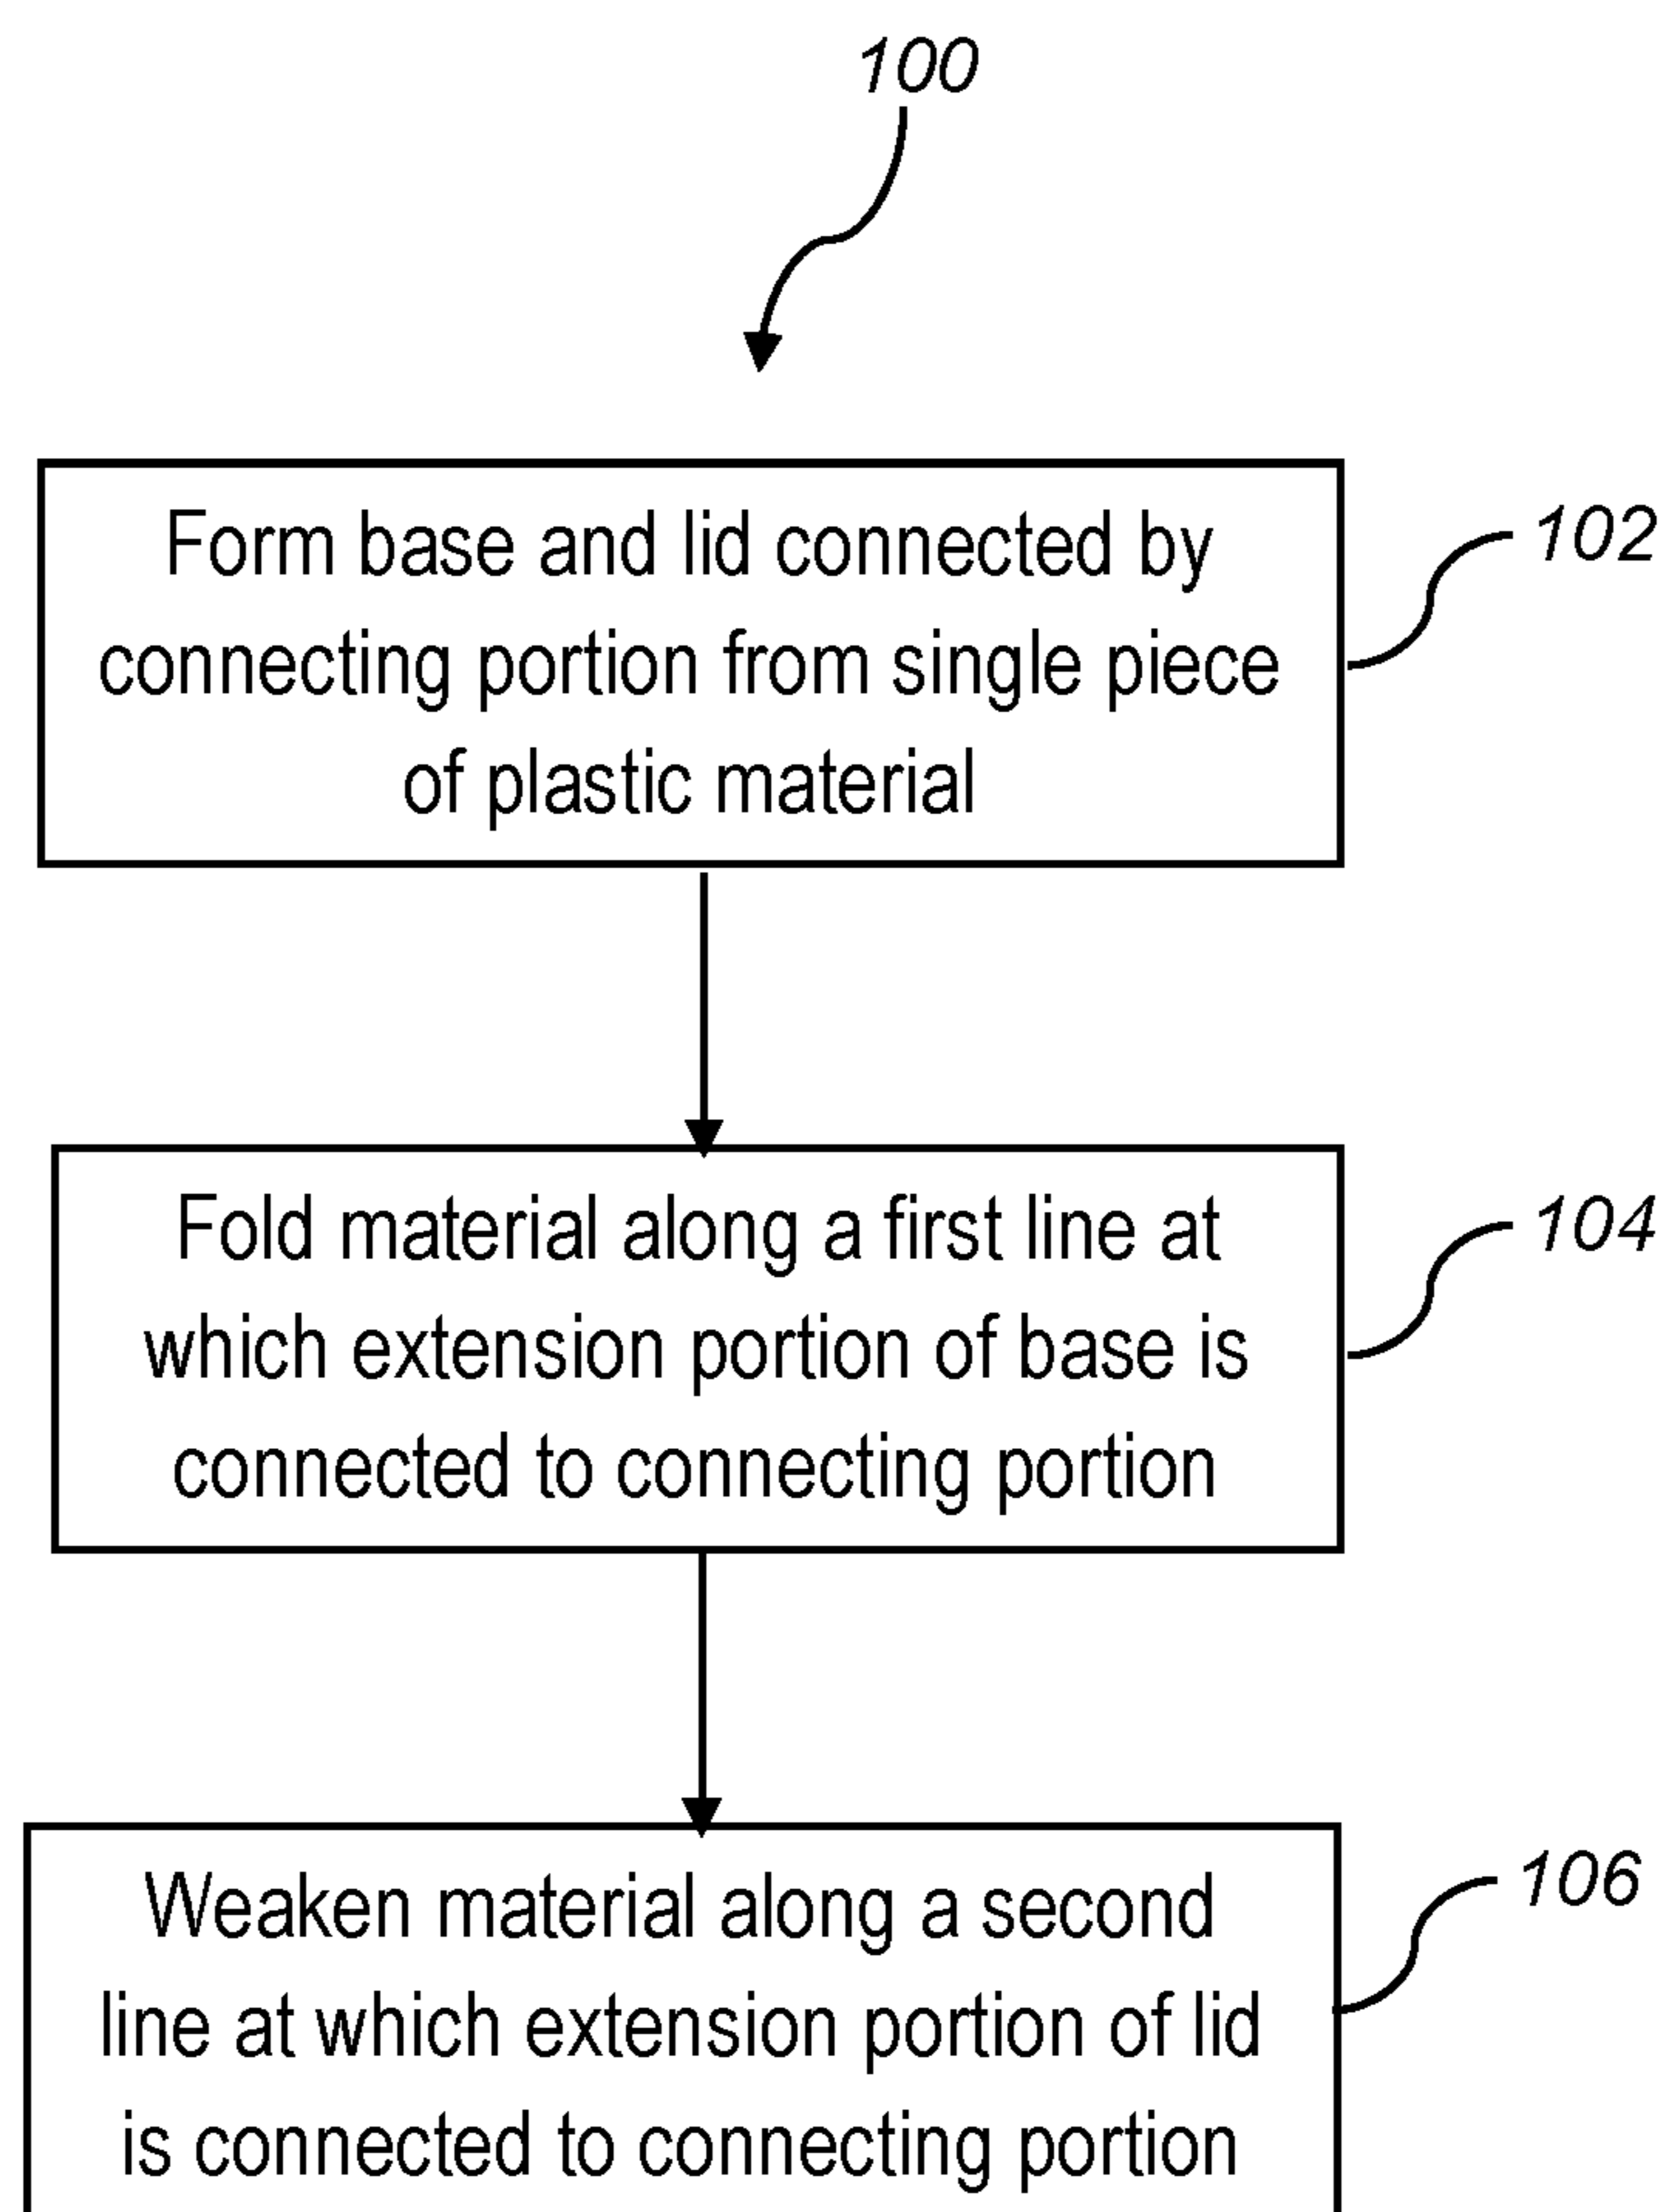 100
Form base and lid connected by
connecting portion from single piece
of plastic material
102
Fold material along a first line at
which extension portion of base is
connected to connecting portion
104
Weaken material along a second
line at which extension portion of lid
is connected to connecting portion
106